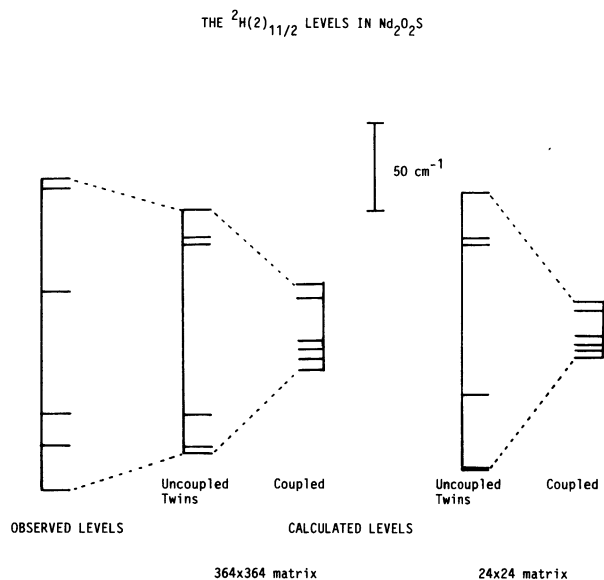 THE ²H(2)₁₁/₂ LEVELS IN Nd₂O₂S
50 cm⁻¹
Uncoupled Twins
Coupled
Uncoupled Twins
Coupled
OBSERVED LEVELS
CALCULATED LEVELS
364x364 matrix
24x24 matrix